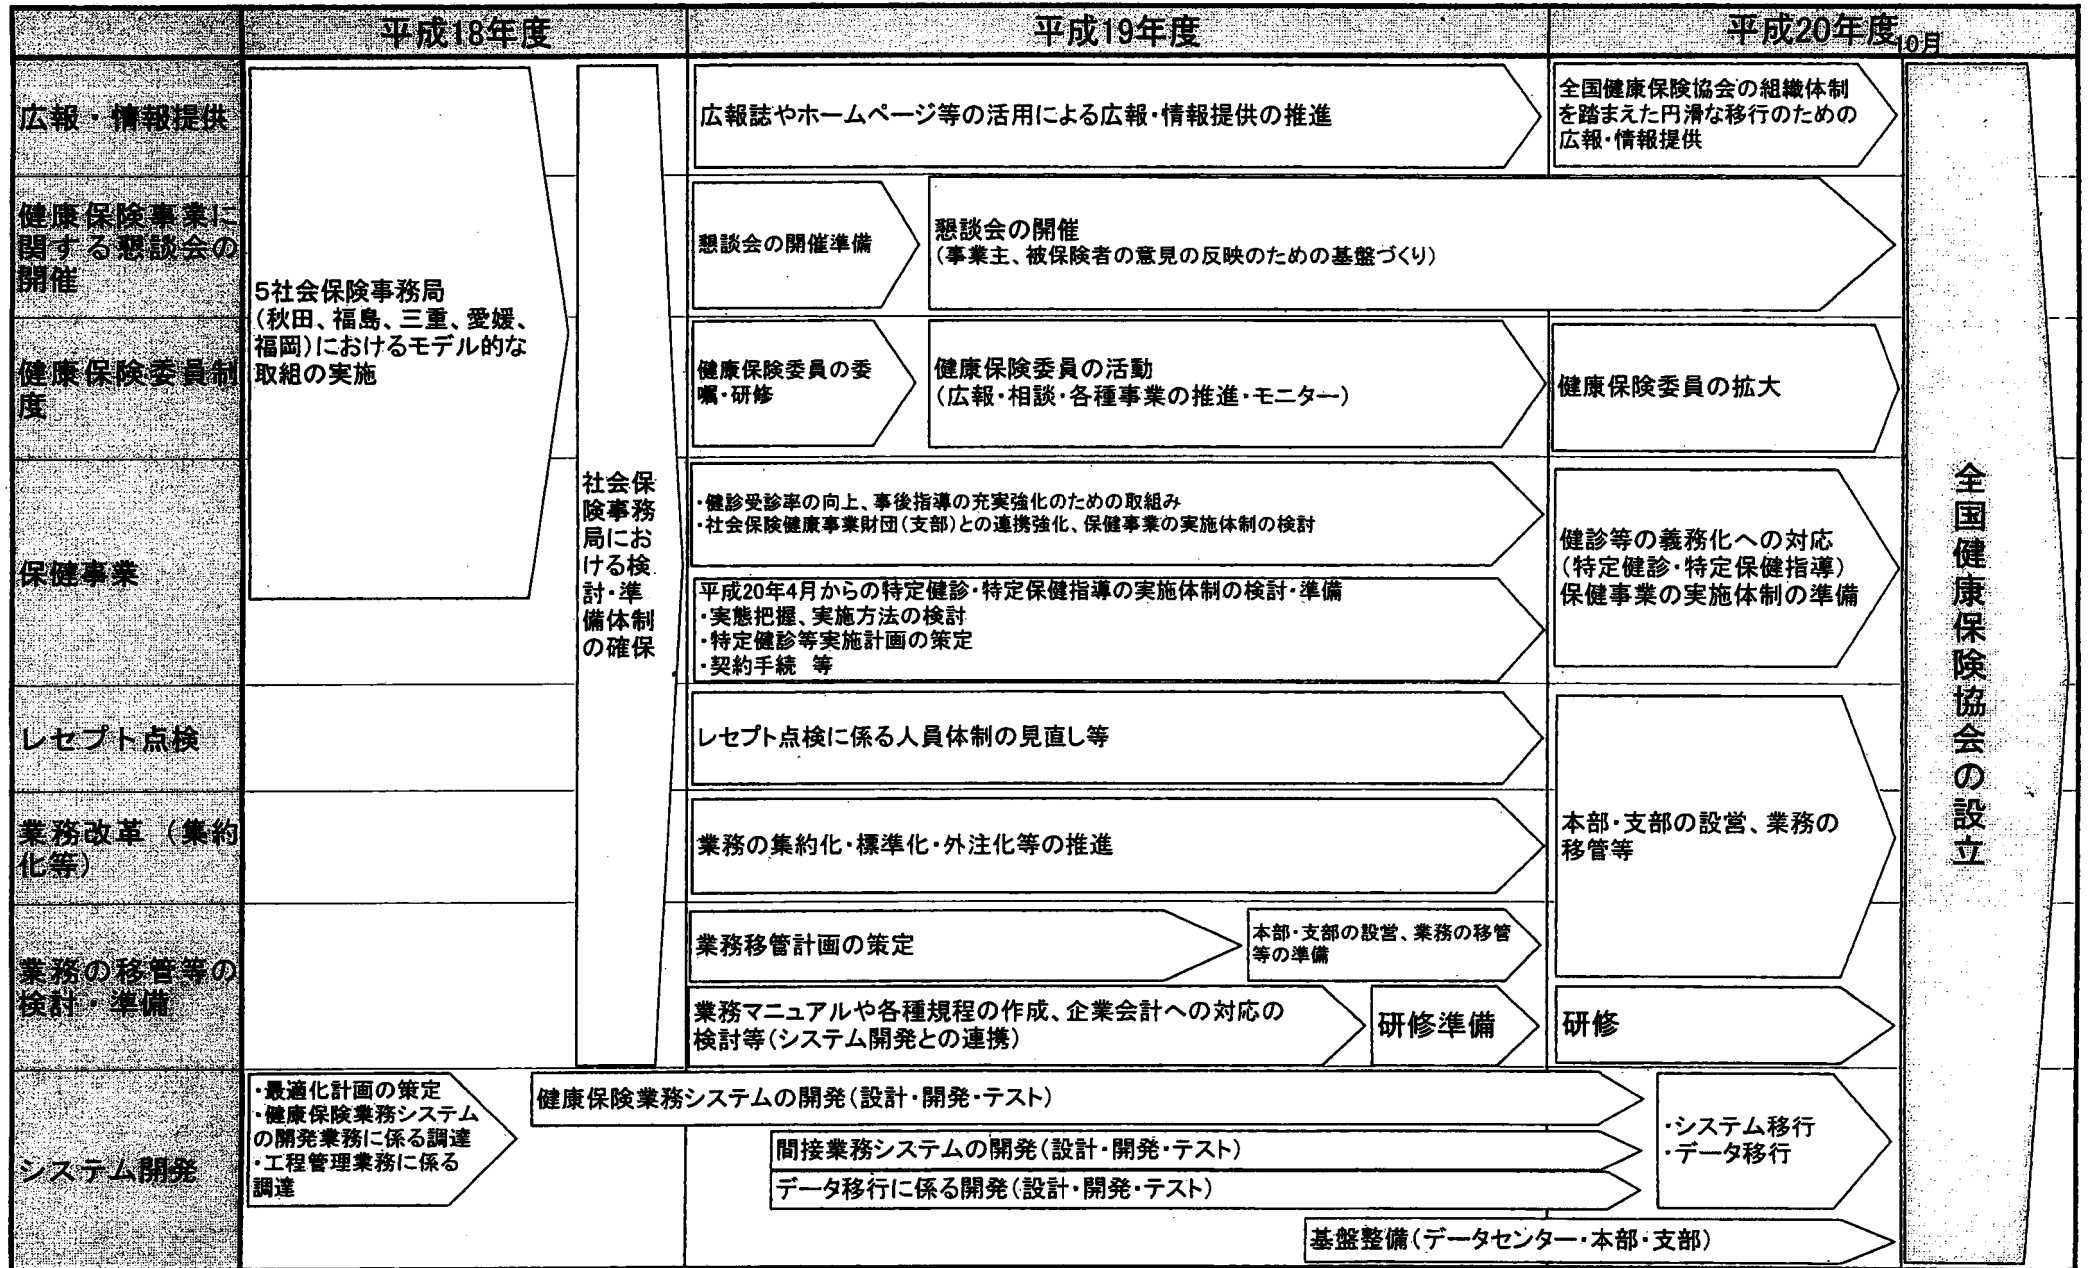 平成18年度
平成19年度
平成20年度
10月
広報・情報提供
5社会保険事務局
(秋田、福島、三重、愛媛、
福岡)におけるモデル的な
取組の実施
社会保
険事務
局にお
ける検
討・準
備体制
の確保
広報誌やホームページ等の活用による広報・情報提供の推進
全国健康保険協会の組織体制
を踏まえた円滑な移行のための
広報・情報提供
全国健康保険協会の設立
健康保険事業に
関する懇談会の
開催
懇談会の開催準備
懇談会の開催
(事業主、被保険者の意見の反映のための基盤づくり)
健康保険委員制
度
健康保険委員の委
嘱・研修
健康保険委員の活動
(広報・相談・各種事業の推進・モニター)
健康保険委員の拡大
保健事業
・健診受診率の向上、事後指導の充実強化のための取組み
・社会保険健康事業財団(支部)との連携強化、保健事業の実施体制の検討
平成20年4月からの特定健診・特定保健指導の実施体制の検討・準備
・実態把握、実施方法の検討
・特定健診等実施計画の策定
・契約手続 等
健診等の義務化への対応
(特定健診・特定保健指導)
保健事業の実施体制の準備
レセプト点検
レセプト点検に係る人員体制の見直し等
本部・支部の設営、業務の
移管等
業務改革(集約
化等)
業務の集約化・標準化・外注化等の推進
業務の移管等の
検討・準備
業務移管計画の策定
本部・支部の設営、業務の移管
等の準備
業務マニュアルや各種規程の作成、企業会計への対応の
検討等(システム開発との連携)
研修準備
研修
システム開発
・最適化計画の策定
・健康保険業務システム
の開発業務に係る調達
・工程管理業務に係る
調達
健康保険業務システムの開発(設計・開発・テスト)
間接業務システムの開発(設計・開発・テスト)
データ移行に係る開発(設計・開発・テスト)
・システム移行
・データ移行
基盤整備(データセンター・本部・支部)